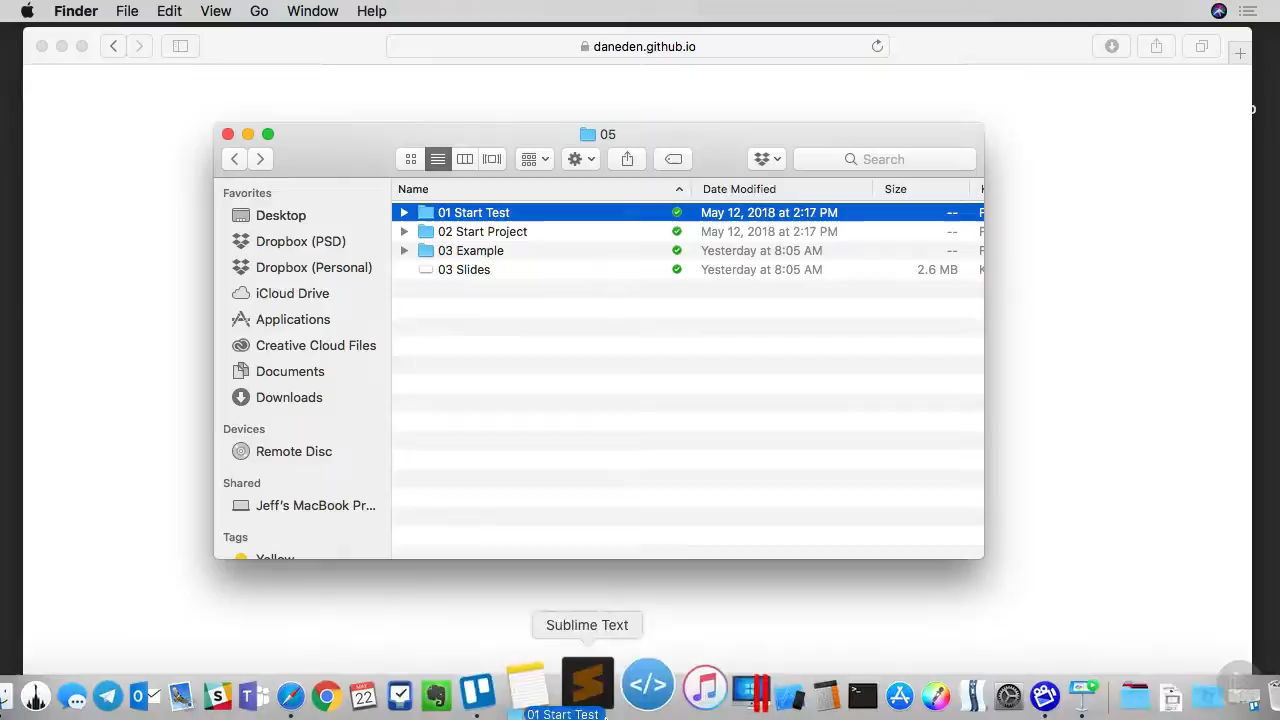 Finder File Edit View Go Window Help
daneden.github.io
05
Search
Favorites
Desktop
Dropbox (PSD)
Dropbox (Personal)
iCloud Drive
Applications
Creative Cloud Files
Documents
Downloads
Devices
Remote Disc
Shared
Jeff's MacBook Pr...
Tags
Yellow
Name Date Modified Size
01 Start Test May 12, 2018 at 2:17 PM --
02 Start Project May 12, 2018 at 2:17 PM --
03 Example Yesterday at 8:05 AM --
03 Slides Yesterday at 8:05 AM 2.6 MB
Sublime Text
22
01 Start Test